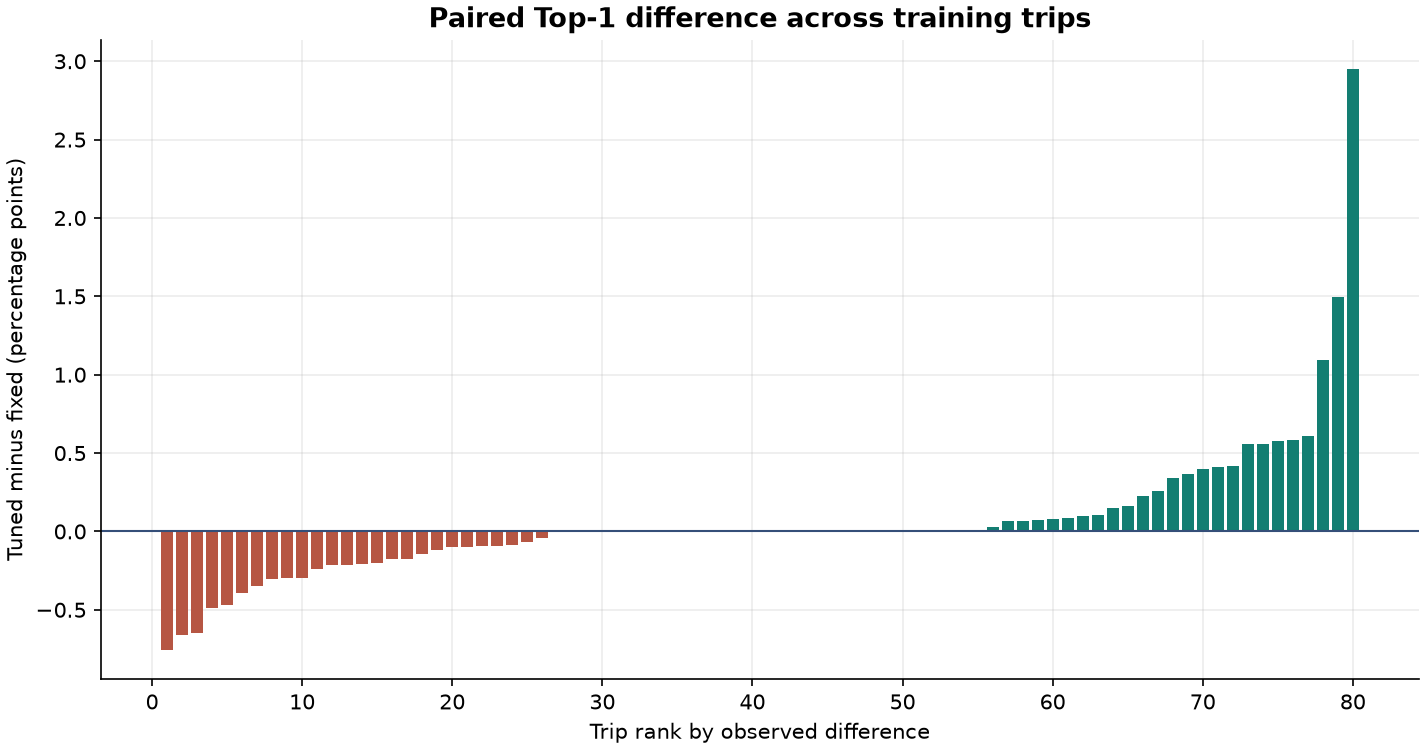 Paired Top-1 difference across training trips
Tuned minus fixed (percentage points)
3.0
2.5
2.0
1.5
1.0
0.5
0.0
−0.5
0 10 20 30 40 50 60 70 80
Trip rank by observed difference